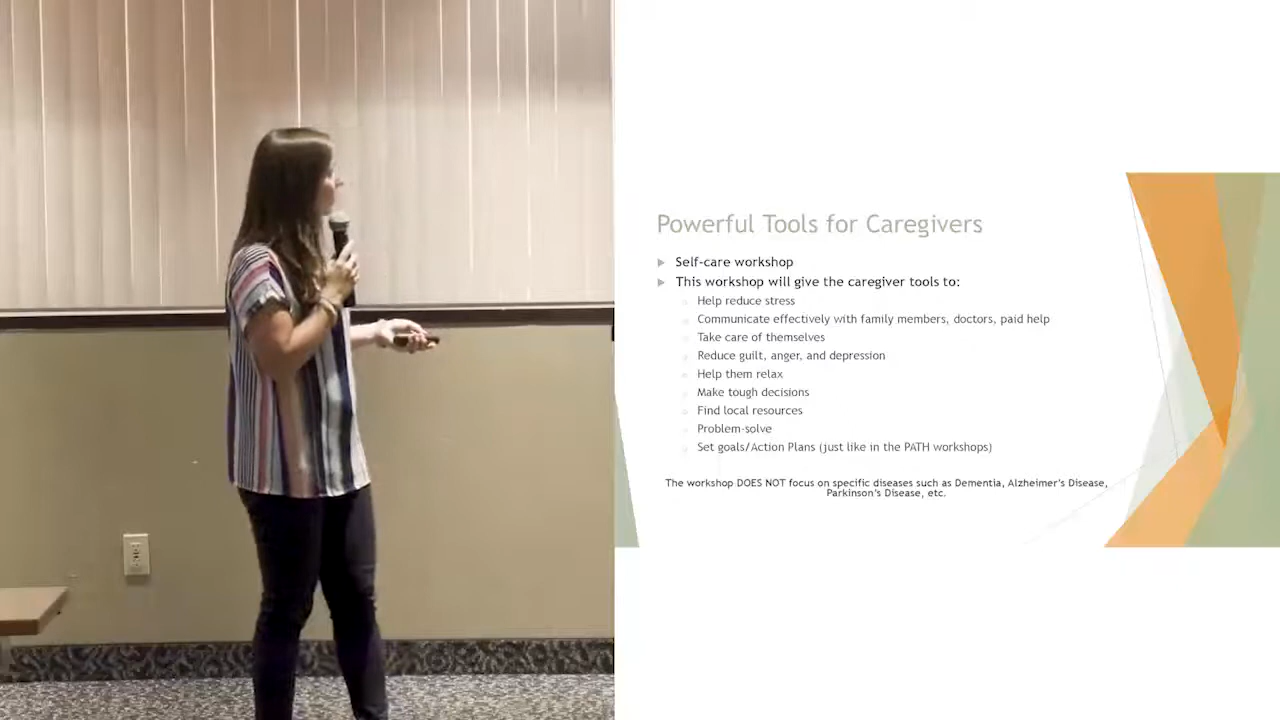 Powerful Tools for Caregivers
Self-care workshop
This workshop will give the caregiver tools to:
Help reduce stress
Communicate effectively with family members, doctors, paid help
Take care of themselves
Reduce guilt, anger, and depression
Help them relax
Make tough decisions
Find local resources
Problem-solve
Set goals/Action Plans (just like in the PATH workshops)
The workshop DOES NOT focus on specific diseases such as Dementia, Alzheimer's Disease,
Parkinson's Disease, etc.